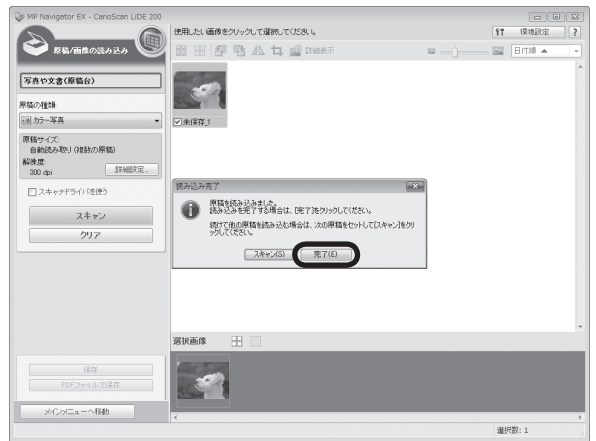 MP Navigator EX - CanoScan LiDE 200
原稿/画像の読み込み
写真や文書(原稿台)
原稿の種類:
カラー写真
原稿サイズ:
自動読み取り(複数の原稿)
解像度:
300 dpi
詳細設定...
スキャナドライバを使う
スキャン
クリア
保存
PDFファイルで保存
メインメニューへ移動
使用したい画像をクリックして選択してください。
環境設定
?
詳細表示
日付順 ▲
未保存_1
読み込み完了
原稿を読み込みました。
読み込みを完了する場合は、[完了]をクリックしてください。
続けて他の原稿を読み込む場合は、次の原稿をセットして[スキャン]をクリ
ックしてください。
スキャン(S)
完了(E)
選択画像
選択数: 1